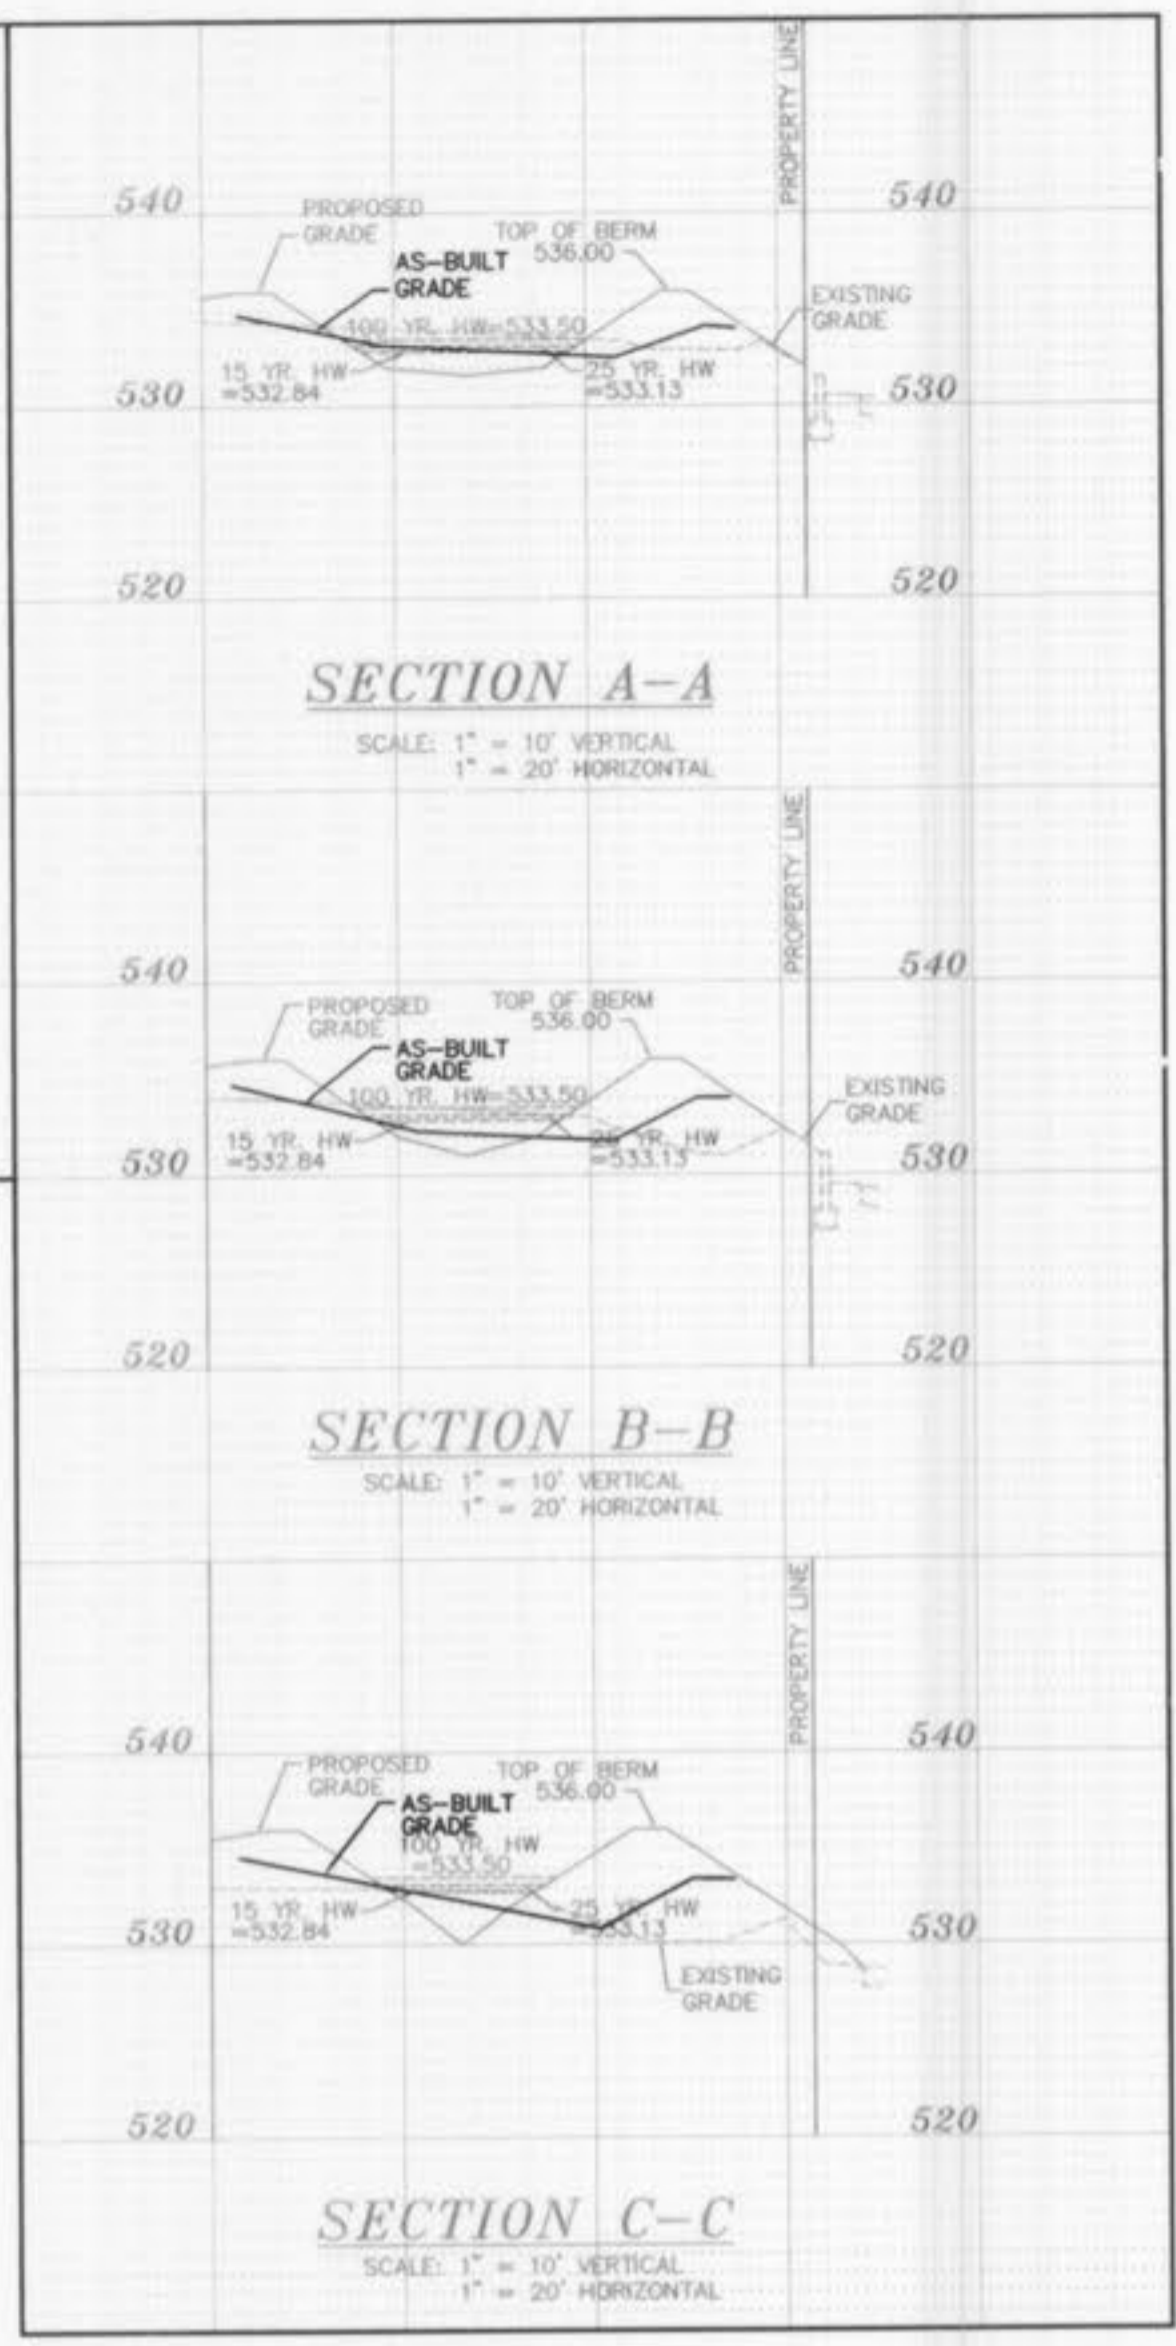 PROPERTY LINE
540
540
PROPOSED
GRADE
TOP OF BERM
536.00
AS-BUILT
GRADE
EXISTING
GRADE
100 YR. HW=533.50
15 YR. HW
=532.84
25 YR. HW
=533.13
530
530
520
520
SECTION A-A
SCALE: 1" = 10' VERTICAL
1" = 20' HORIZONTAL
PROPERTY LINE
540
540
PROPOSED
GRADE
TOP OF BERM
536.00
AS-BUILT
GRADE
EXISTING
GRADE
100 YR. HW=533.50
15 YR. HW
=532.84
25 YR. HW
=533.13
530
530
520
520
SECTION B-B
SCALE: 1" = 10' VERTICAL
1" = 20' HORIZONTAL
PROPERTY LINE
540
540
PROPOSED
GRADE
TOP OF BERM
536.00
AS-BUILT
GRADE
100 YR. HW
=533.50
15 YR. HW
=532.84
25 YR. HW
=533.13
530
530
EXISTING
GRADE
520
520
SECTION C-C
SCALE: 1" = 10' VERTICAL
1" = 20' HORIZONTAL